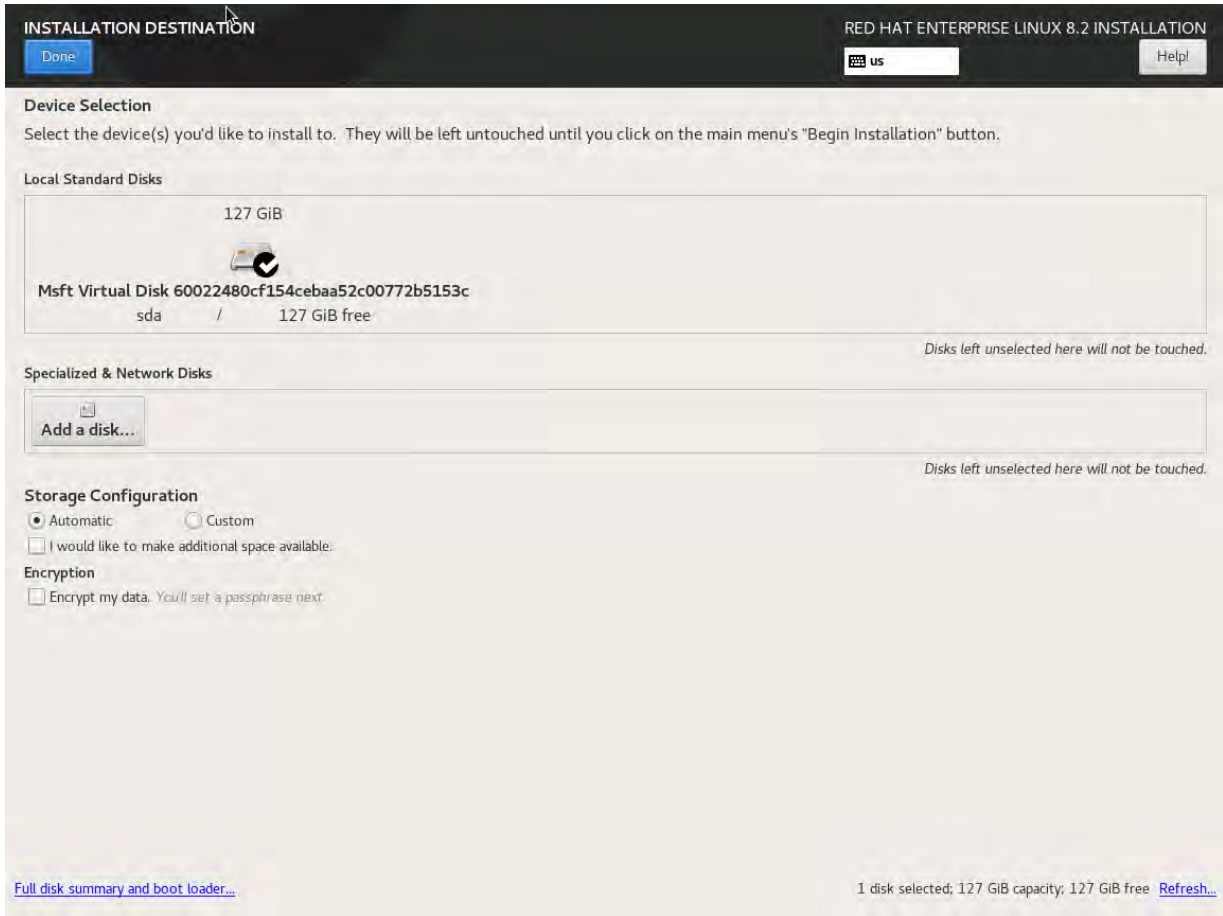 INSTALLATION DESTINATION
RED HAT ENTERPRISE LINUX 8.2 INSTALLATION
Done
us
Help!
Device Selection
Select the device(s) you'd like to install to. They will be left untouched until you click on the main menu's "Begin Installation" button.
Local Standard Disks
127 GiB
Msft Virtual Disk 60022480cf154cebaa52c00772b5153c
sda / 127 GiB free
Disks left unselected here will not be touched.
Specialized & Network Disks
Add a disk...
Disks left unselected here will not be touched.
Storage Configuration
Automatic Custom
I would like to make additional space available.
Encryption
Encrypt my data. You'll set a passphrase next.
Full disk summary and boot loader...
1 disk selected; 127 GiB capacity; 127 GiB free Refresh...